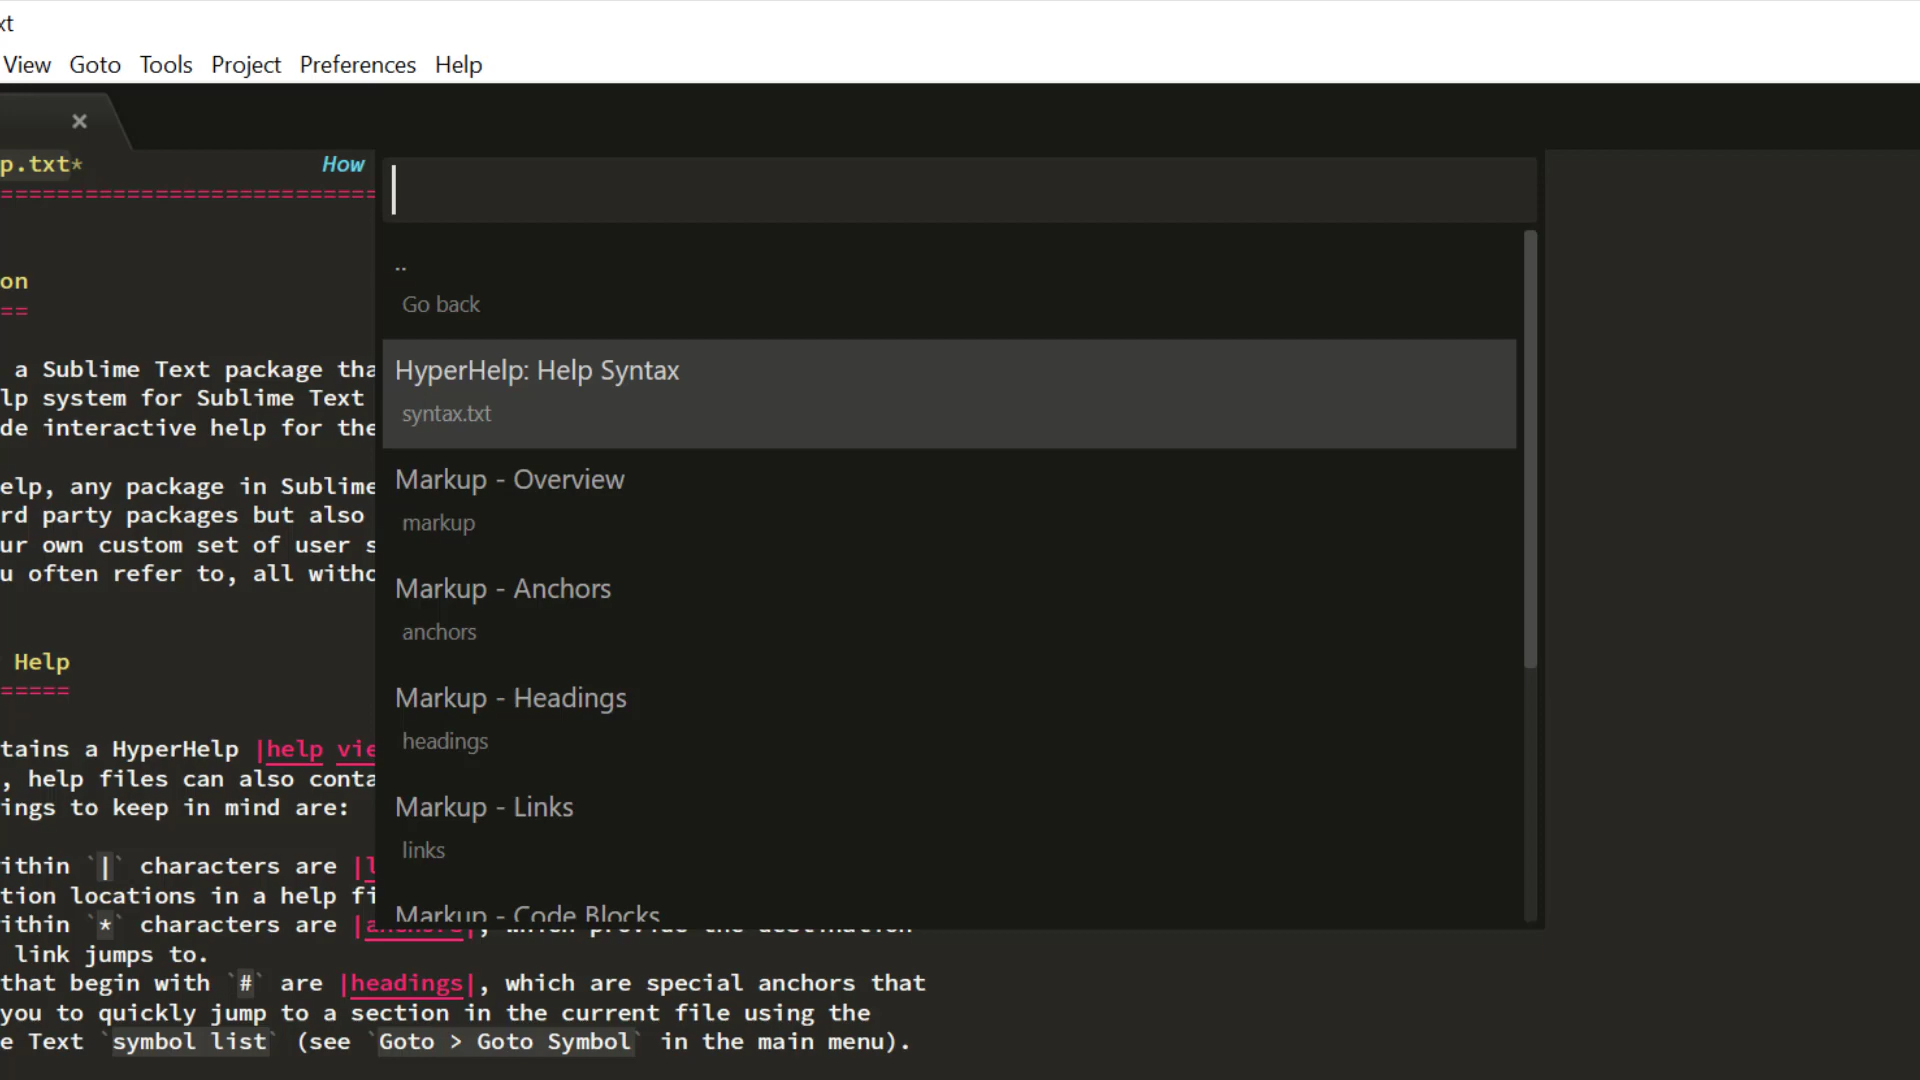 xt
View Goto Tools Project Preferences Help
×
p.txt* How
==========================
on
==
a Sublime Text package tha
lp system for Sublime Text
de interactive help for the
elp, any package in Sublime
rd party packages but also
ur own custom set of user s
u often refer to, all witho
Help
=====
tains a HyperHelp |help vie
, help files can also conta
ings to keep in mind are:
ithin `|` characters are |l
tion locations in a help fi
ithin `*` characters are |anchors|, which provide the destination
link jumps to.
that begin with `#` are |headings|, which are special anchors that
you to quickly jump to a section in the current file using the
e Text `symbol list` (see `Goto > Goto Symbol` in the main menu).
..
Go back
HyperHelp: Help Syntax
syntax.txt
Markup - Overview
markup
Markup - Anchors
anchors
Markup - Headings
headings
Markup - Links
links
Markup - Code Blocks